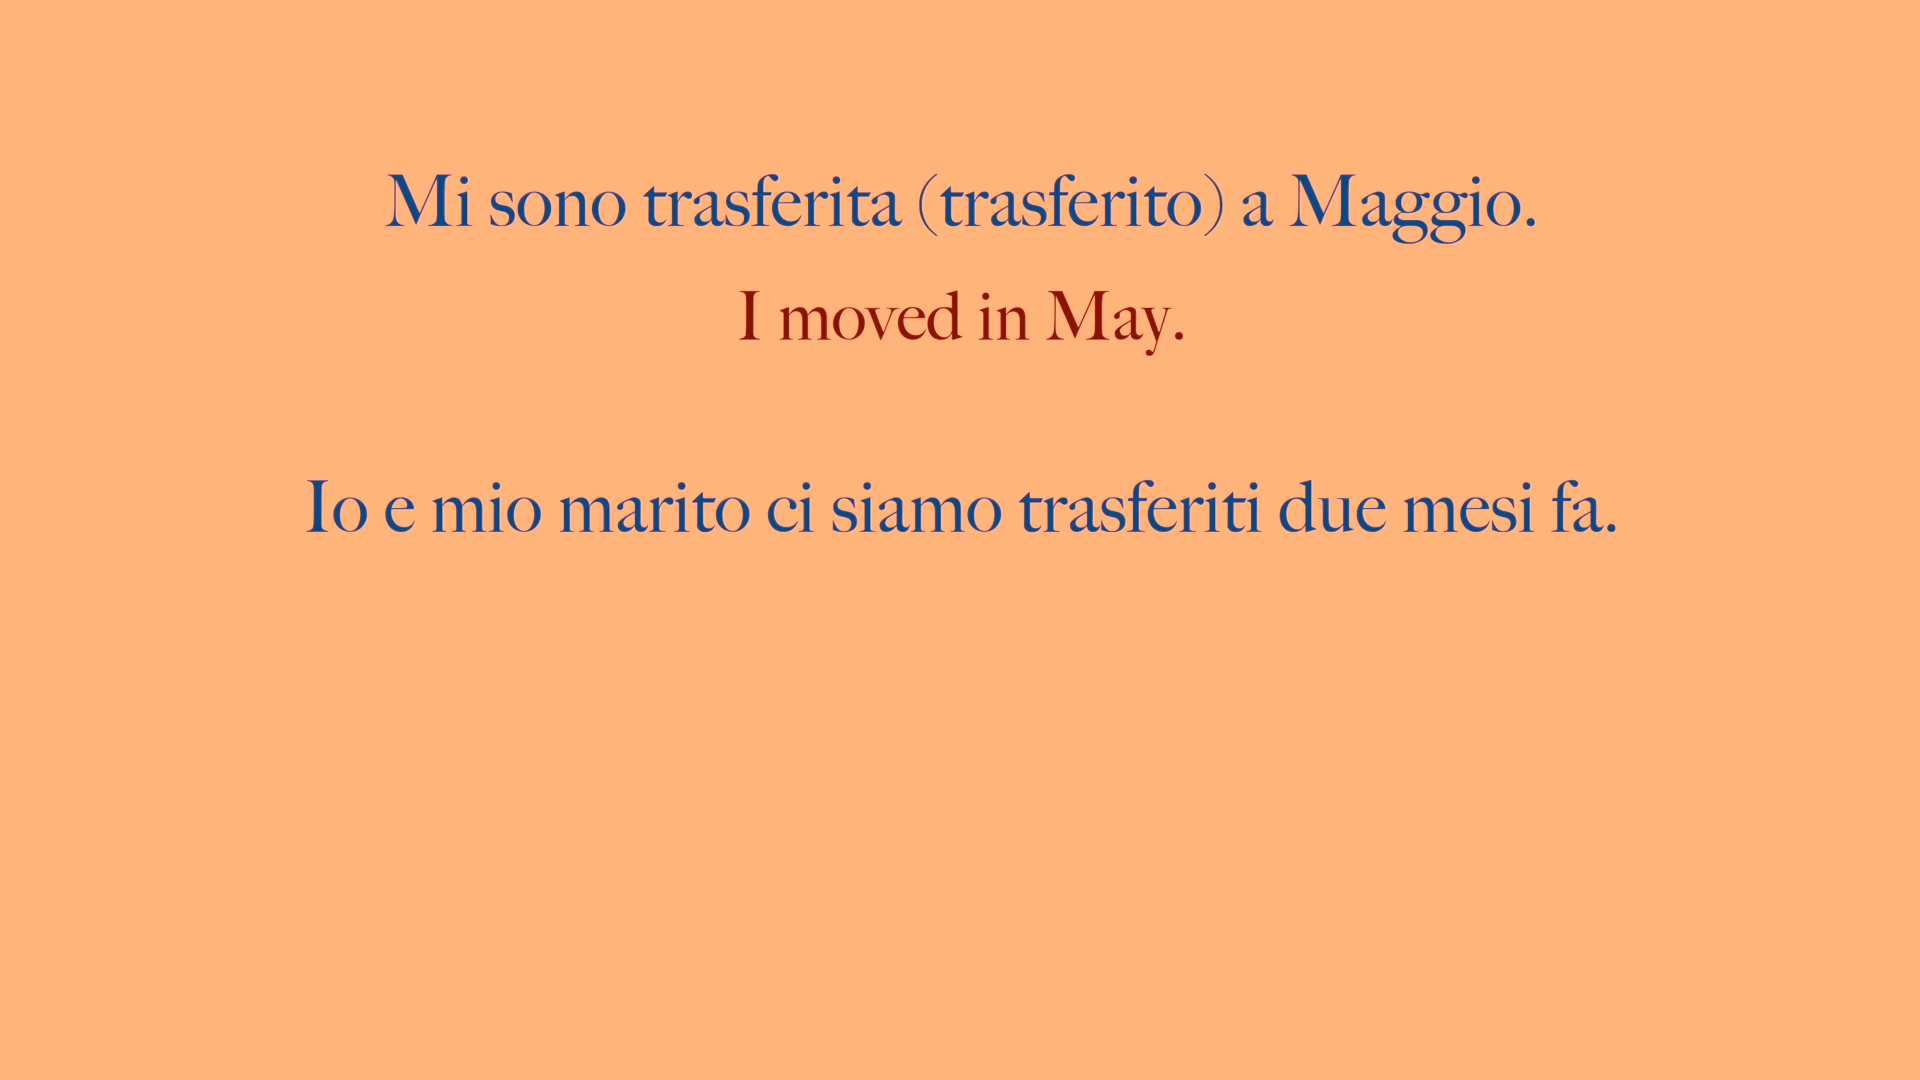 Mi sono trasferita (trasferito) a Maggio.
I moved in May.
Io e mio marito ci siamo trasferiti due mesi fa.